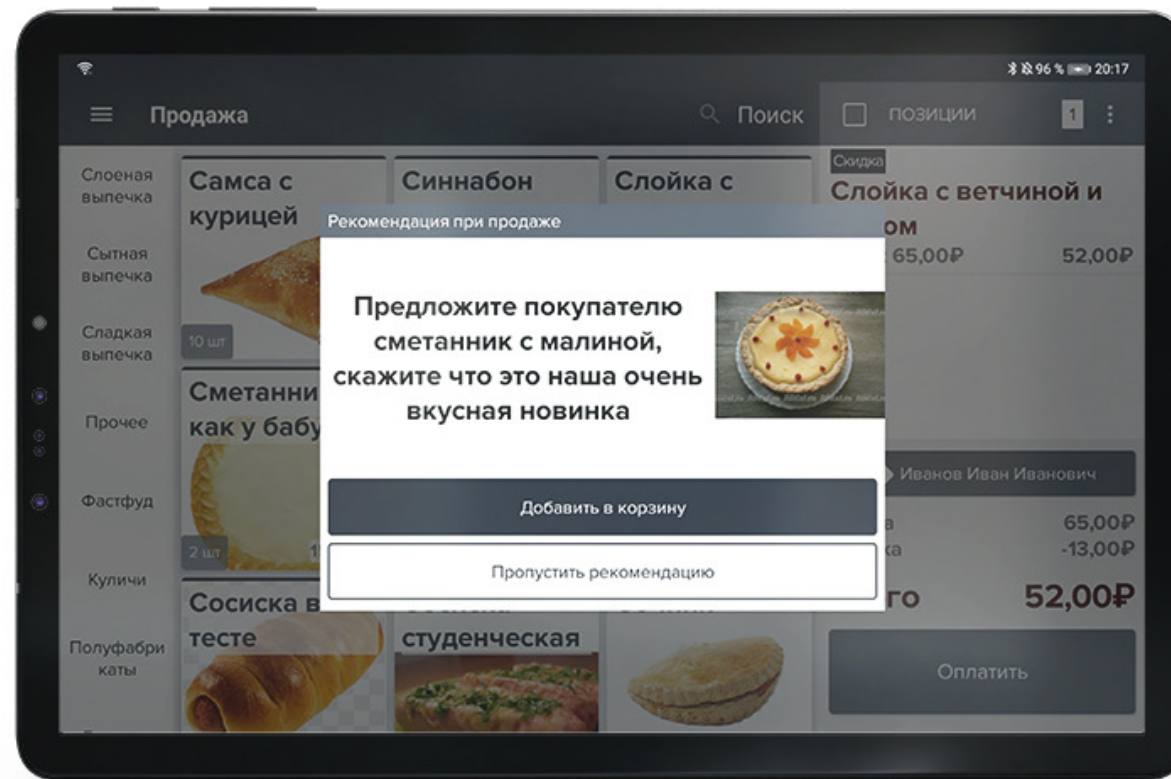 96 % 20:17
Продажа
Поиск
ПОЗИЦИИ
1
Слоеная
выпечка
Сытная
выпечка
Сладкая
выпечка
Прочее
Фастфуд
Куличи
Полуфабри
каты
Самса с
курицей
10 шт
Синнабон
Слойка с
Сметанни
как у бабу
2 шт
Сосиска в
тесте
студенческая
Скидка
Слойка с ветчиной и
ом
65,00₽ 52,00₽
Рекомендация при продаже
Предложите покупателю
сметанник с малиной,
скажите что это наша очень
вкусная новинка
Добавить в корзину
Пропустить рекомендацию
Иванов Иван Иванович
а 65,00₽
ка -13,00₽
го 52,00₽
Оплатить